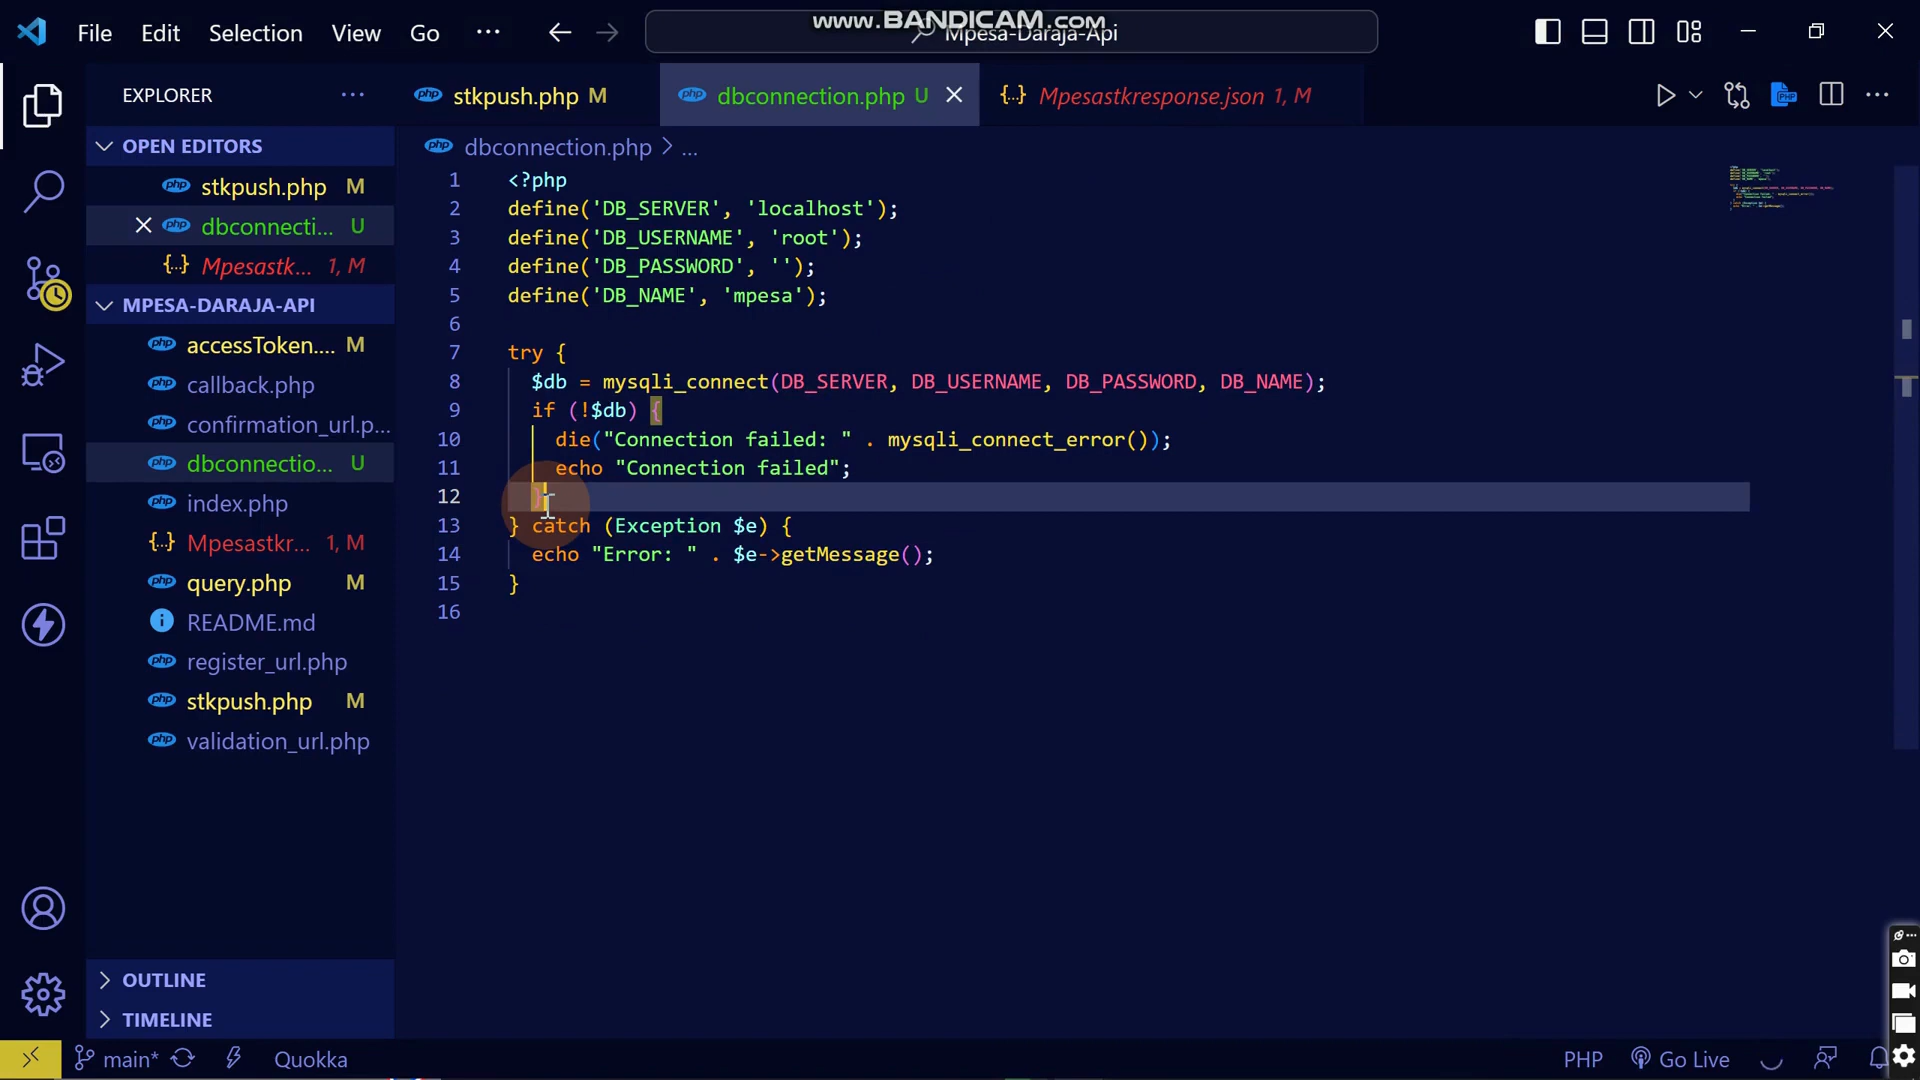 www.BANDICAM.com
File Edit Selection View Go ... Mpesa-Daraja-Api
EXPLORER ...
stkpush.php M dbconnection.php U Mpesastkresponse.json 1, M
OPEN EDITORS
stkpush.php M
dbconnecti... U
Mpesastk... 1, M
MPESA-DARAJA-API
accessToken.... M
callback.php
confirmation_url.p...
dbconnectio... U
index.php
Mpesastkr... 1, M
query.php M
README.md
register_url.php
stkpush.php M
validation_url.php
OUTLINE
TIMELINE
dbconnection.php > ...
1 <?php
2 define('DB_SERVER', 'localhost');
3 define('DB_USERNAME', 'root');
4 define('DB_PASSWORD', '');
5 define('DB_NAME', 'mpesa');
6
7 try {
8 $db = mysqli_connect(DB_SERVER, DB_USERNAME, DB_PASSWORD, DB_NAME);
9 if (!$db) {
10 die("Connection failed: " . mysqli_connect_error());
11 echo "Connection failed";
12 }
13 } catch (Exception $e) {
14 echo "Error: " . $e->getMessage();
15 }
16
main* Quokka PHP Go Live